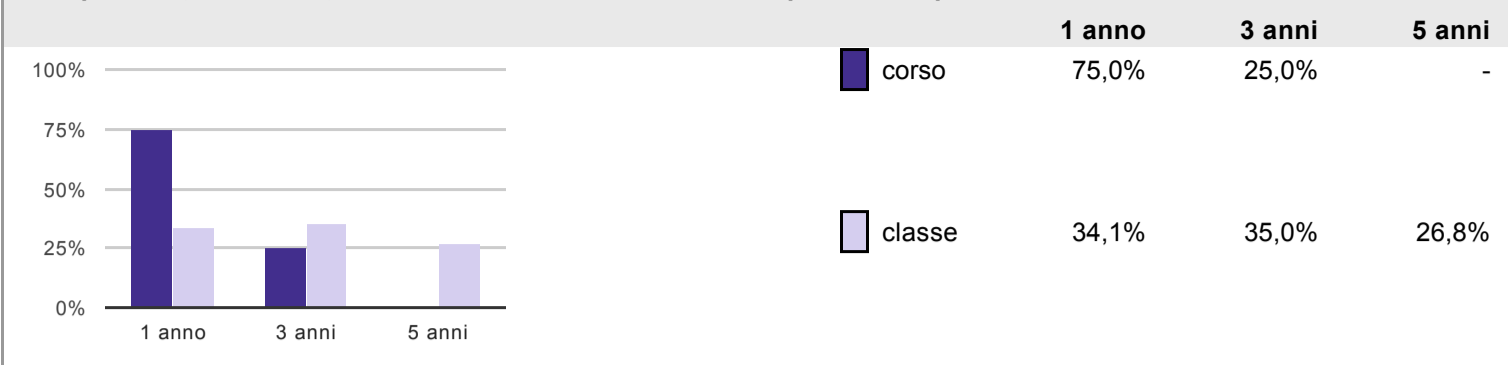 1 anno 3 anni 5 anni
100%
75%
50%
25%
0%
1 anno 3 anni 5 anni
corso 75,0% 25,0% -
classe 34,1% 35,0% 26,8%